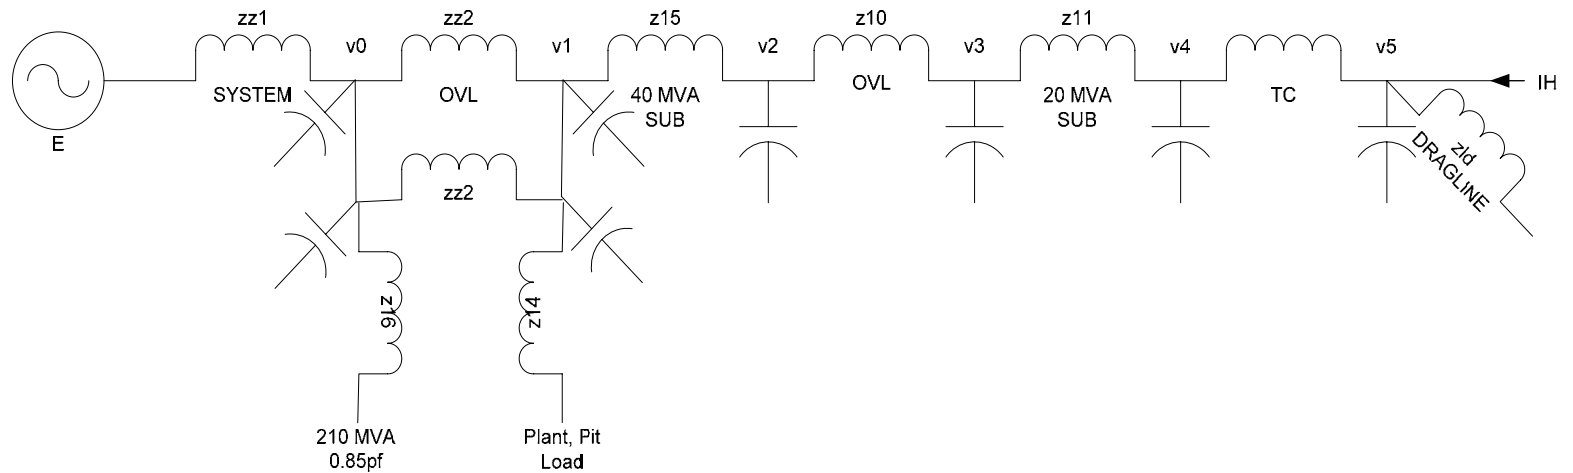 zz1
zz2
z15
z10
z11
v0
v1
v2
v3
v4
v5
SYSTEM
OVL
40 MVA
SUB
OVL
20 MVA
SUB
TC
IH
E
zld
DRAGLINE
zz2
z16
z14
210 MVA
0.85pf
Plant, Pit
Load